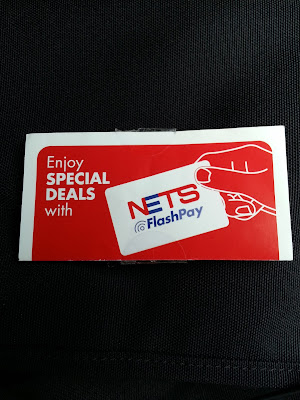 Enjoy
SPECIAL
DEALS
with
NETS
FlashPay